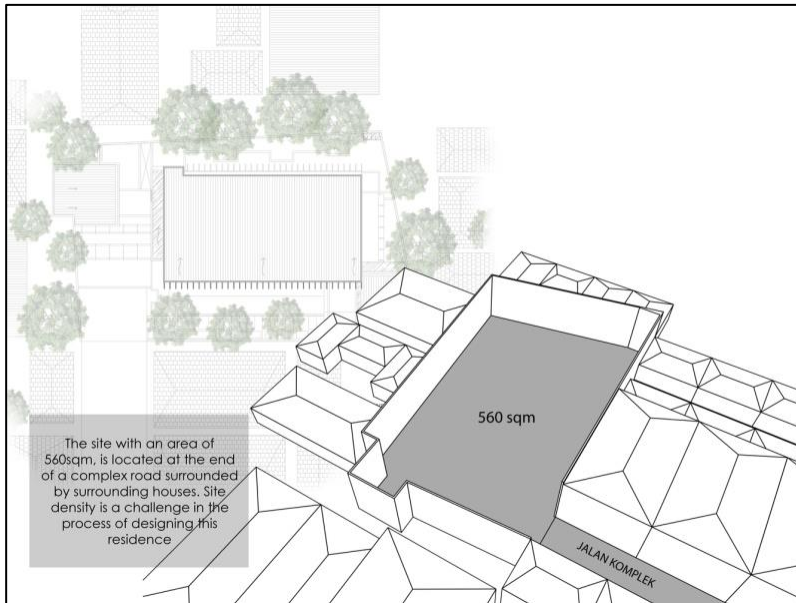 The site with an area of
560sqm, is located at the end
of a complex road surrounded
by surrounding houses. Site
density is a challenge in the
process of designing this
residence
560 sqm
JALAN KOMPLEK